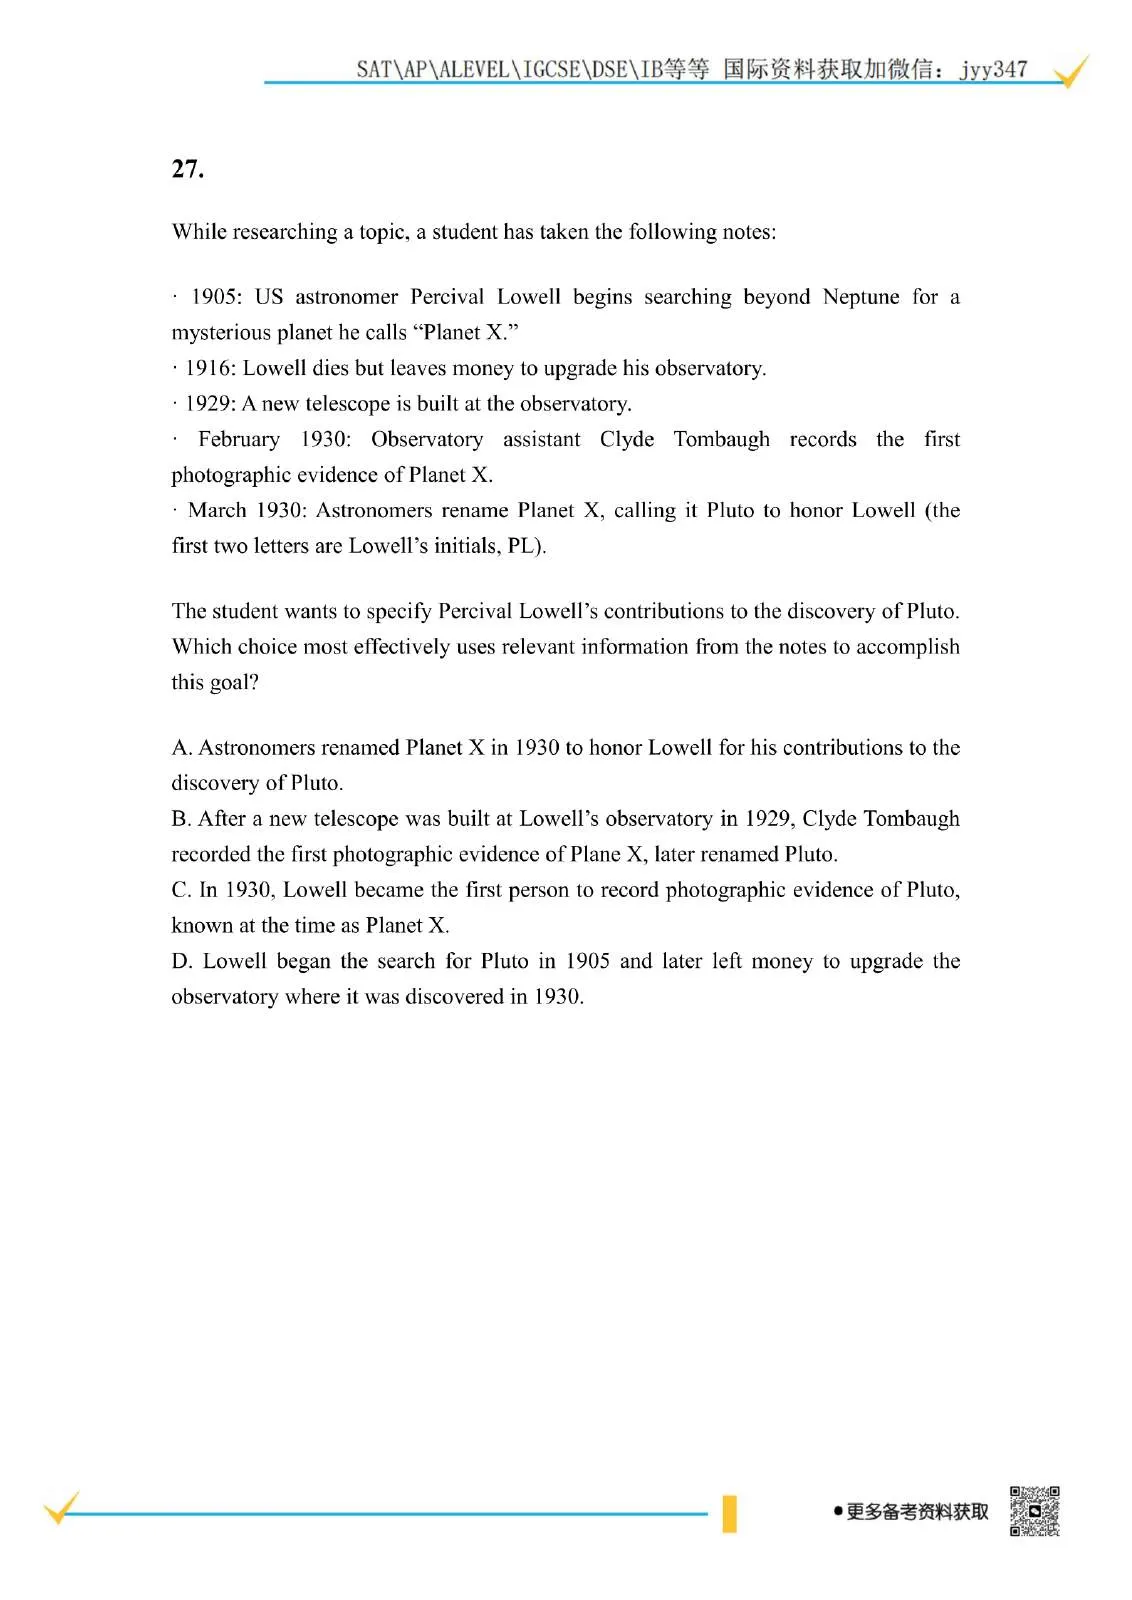 SAT\AP\ALEVEL\IGCSE\DSE\IB等等 国际资料获取加微信：jyy347
27.
While researching a topic, a student has taken the following notes:
· 1905: US astronomer Percival Lowell begins searching beyond Neptune for a
mysterious planet he calls “Planet X.”
· 1916: Lowell dies but leaves money to upgrade his observatory.
· 1929: A new telescope is built at the observatory.
· February 1930: Observatory assistant Clyde Tombaugh records the first
photographic evidence of Planet X.
· March 1930: Astronomers rename Planet X, calling it Pluto to honor Lowell (the
first two letters are Lowell’s initials, PL).
The student wants to specify Percival Lowell’s contributions to the discovery of Pluto.
Which choice most effectively uses relevant information from the notes to accomplish
this goal?
A. Astronomers renamed Planet X in 1930 to honor Lowell for his contributions to the
discovery of Pluto.
B. After a new telescope was built at Lowell’s observatory in 1929, Clyde Tombaugh
recorded the first photographic evidence of Plane X, later renamed Pluto.
C. In 1930, Lowell became the first person to record photographic evidence of Pluto,
known at the time as Planet X.
D. Lowell began the search for Pluto in 1905 and later left money to upgrade the
observatory where it was discovered in 1930.
●更多备考资料获取